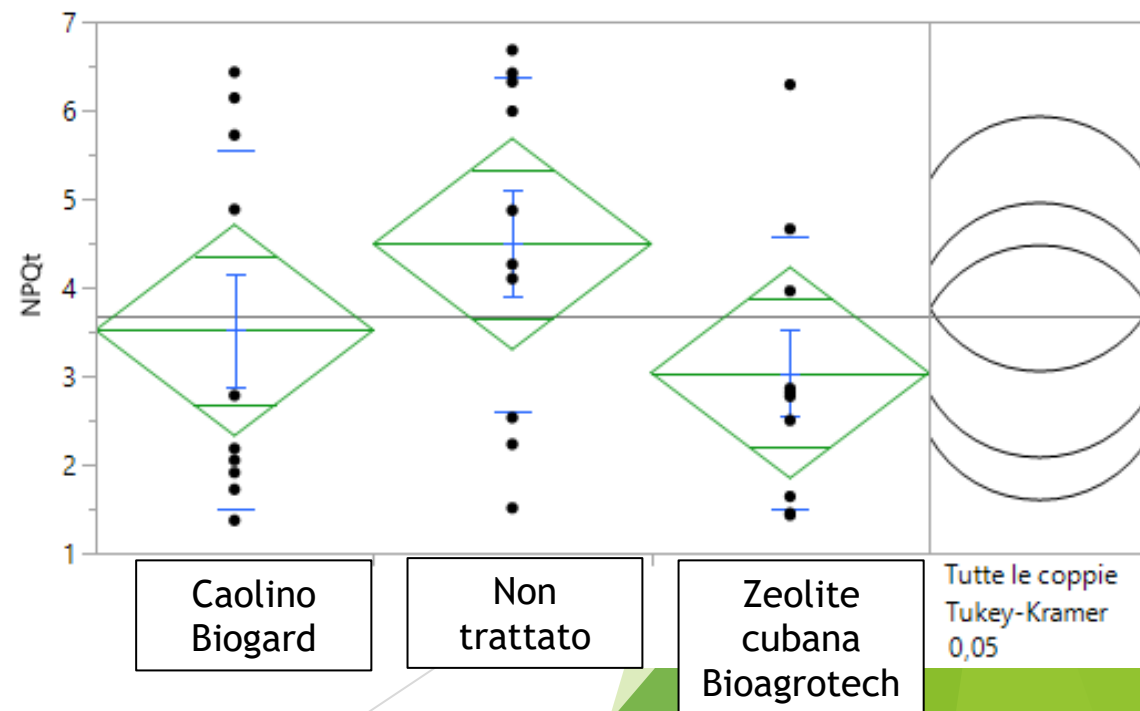 7
6
5
4
3
2
1
NPQt
Caolino
Biogard
Non
trattato
Zeolite
cubana
Bioagrotech
Tutte le coppie
Tukey-Kramer
0,05